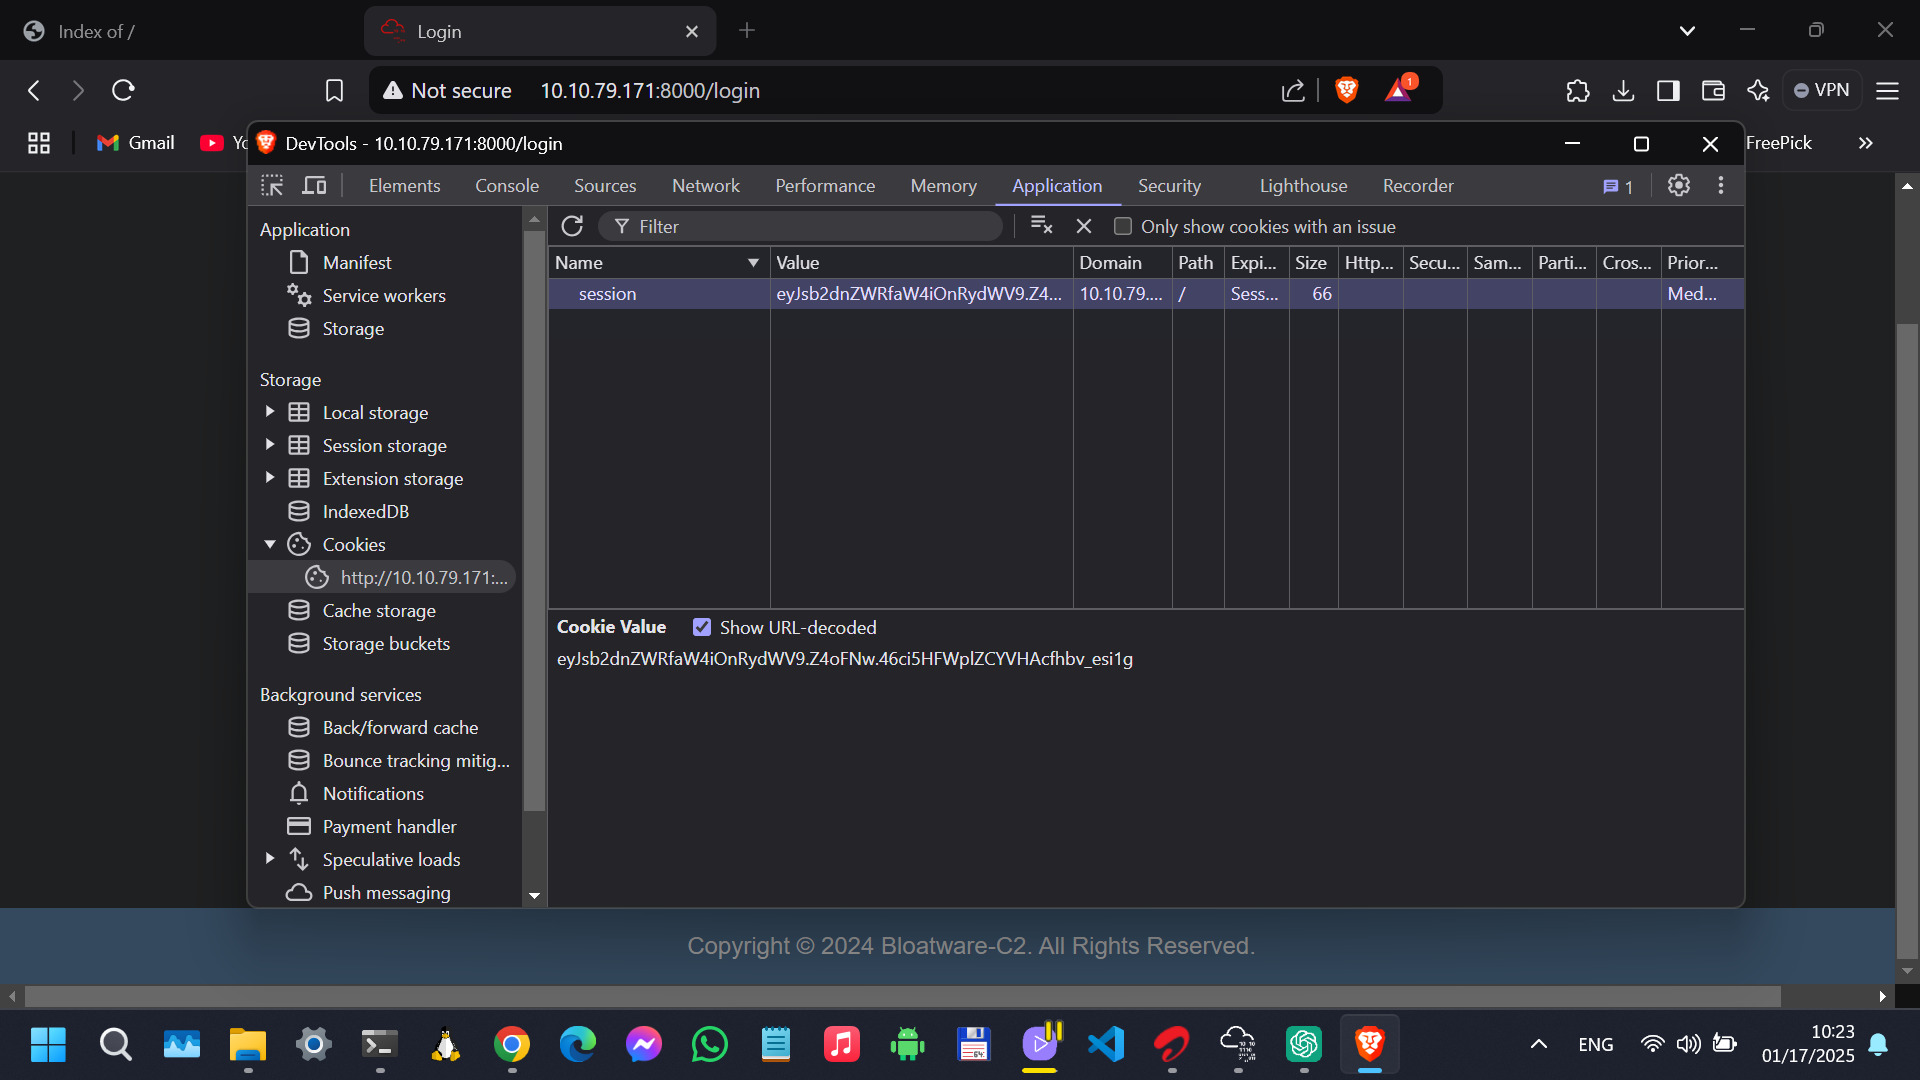 Index of /
Login
Not secure
10.10.79.171:8000/login
1
VPN
Gmail
Yo
FreePick
DevTools - 10.10.79.171:8000/login
Elements
Console
Sources
Network
Performance
Memory
Application
Security
Lighthouse
Recorder
1
Application
Manifest
Service workers
Storage
Storage
Local storage
Session storage
Extension storage
IndexedDB
Cookies
http://10.10.79.171:...
Cache storage
Storage buckets
Background services
Back/forward cache
Bounce tracking mitig...
Notifications
Payment handler
Speculative loads
Push messaging
Filter
Only show cookies with an issue
Name Value Domain Path Expi... Size Http... Secu... Sam... Parti... Cros... Prior...
session eyJsb2dnZWRfaW4iOnRydWV9.Z4... 10.10.79.... / Sess... 66 Med...
Cookie Value Show URL-decoded
eyJsb2dnZWRfaW4iOnRydWV9.Z4oFNw.46ci5HFWplZCYVHAcfhbv_esi1g
Copyright © 2024 Bloatware-C2. All Rights Reserved.
64%
ENG
10:23
01/17/2025